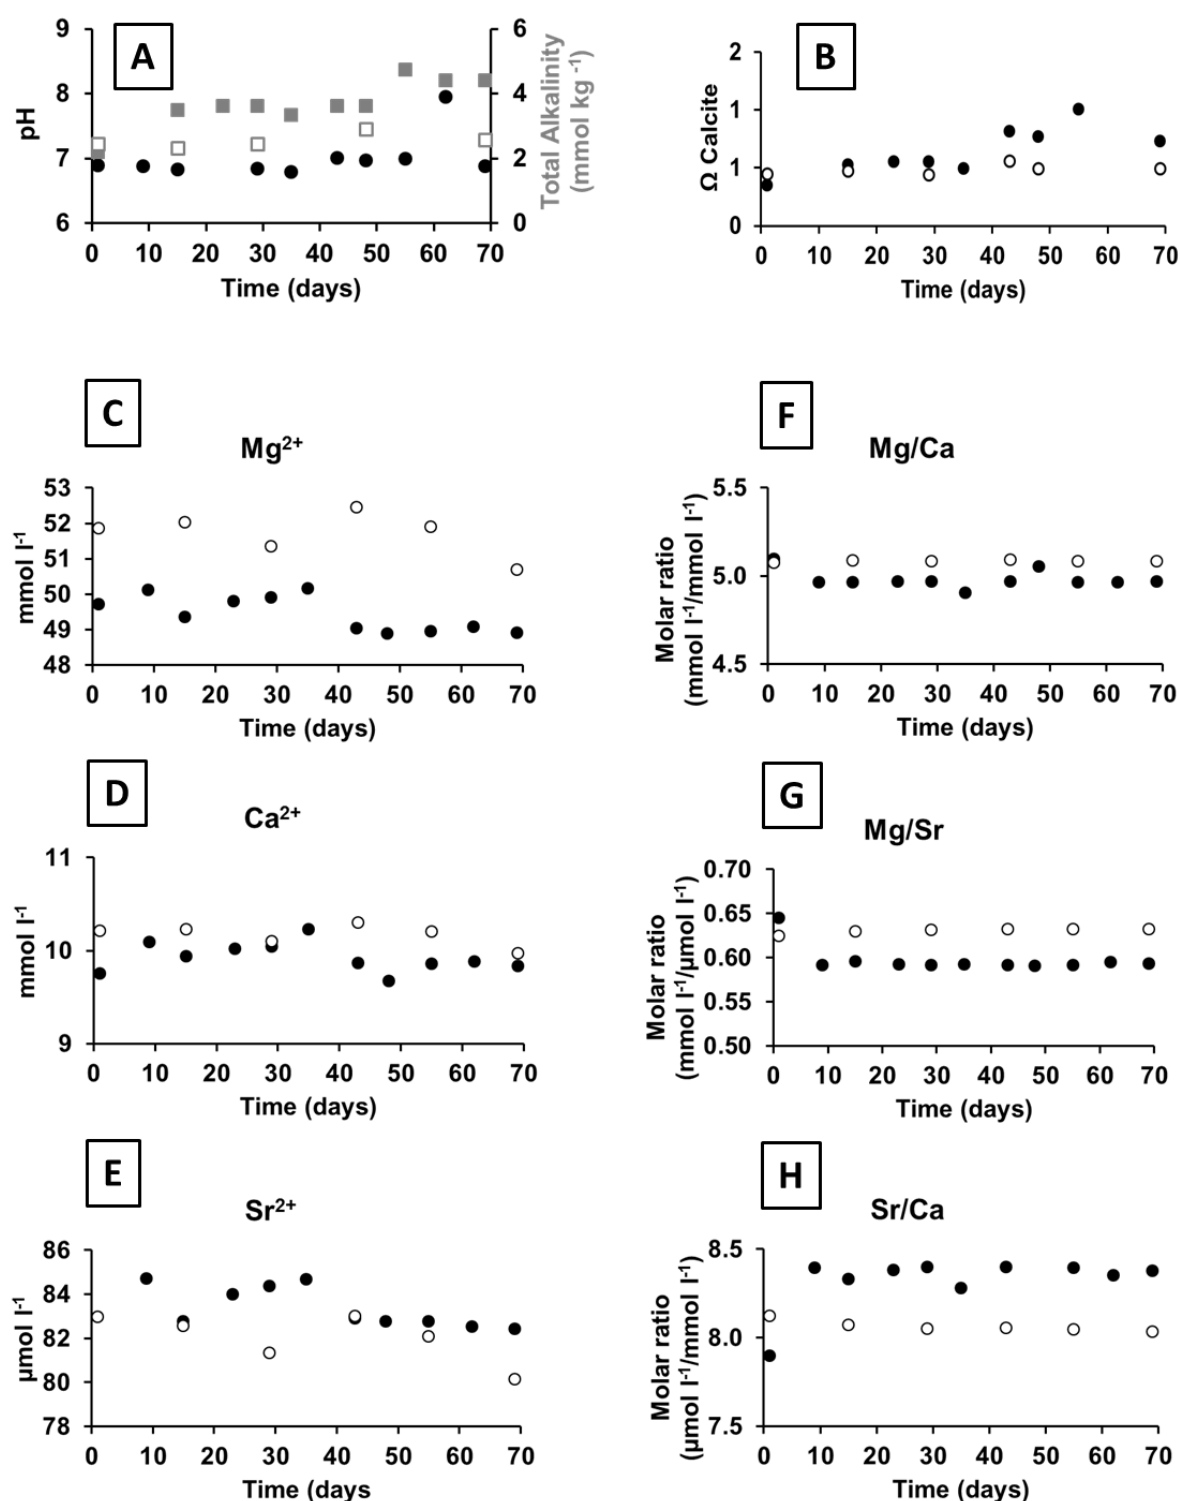 A
9
8
7
6
pH
6
4
2
0
Total Alkalinity
(mmol kg -1)
0 10 20 30 40 50 60 70
Time (days)
B
2
1
1
0
Ω Calcite
0 10 20 30 40 50 60 70
Time (days)
C
Mg2+
53
52
51
50
49
48
mmol l-1
0 10 20 30 40 50 60 70
Time (days)
F
Mg/Ca
5.5
5.0
4.5
Molar ratio
(mmol l-1/mmol l-1)
0 10 20 30 40 50 60 70
Time (days)
D
Ca2+
11
10
9
mmol l-1
0 10 20 30 40 50 60 70
Time (days)
G
Mg/Sr
0.70
0.65
0.60
0.55
0.50
Molar ratio
(mmol l-1/µmol l-1)
0 10 20 30 40 50 60 70
Time (days)
E
Sr2+
86
84
82
80
78
µmol l-1
0 10 20 30 40 50 60 70
Time (days
H
Sr/Ca
8.5
8.0
7.5
Molar ratio
(µmol l-1/mmol l-1)
0 10 20 30 40 50 60 70
Time (days)